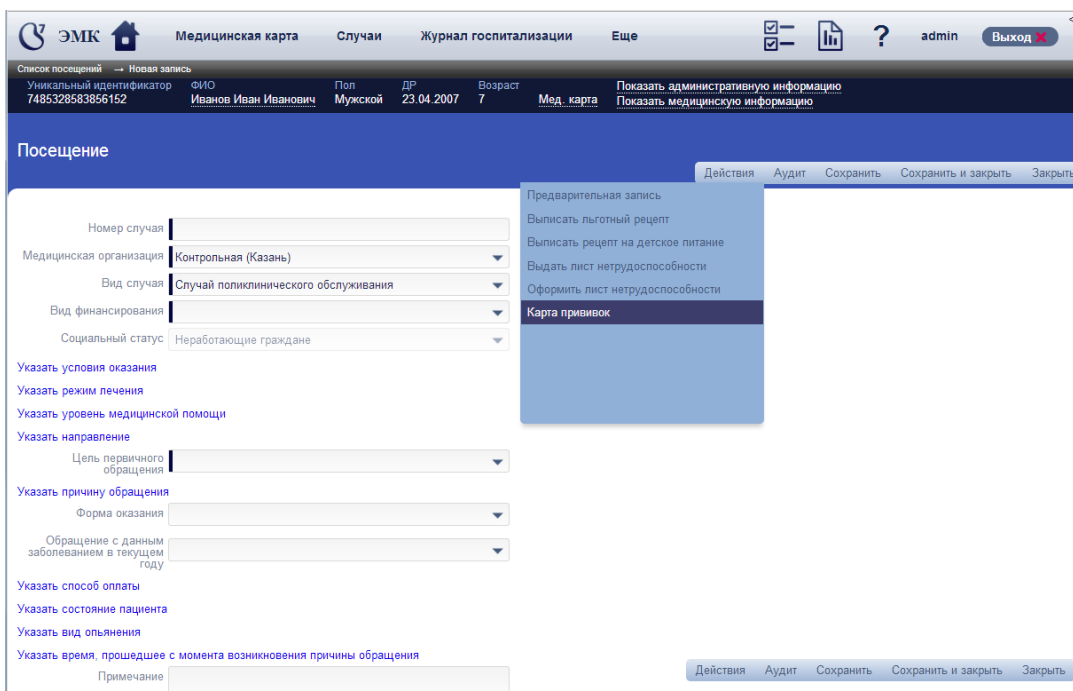 ЭМК
Медицинская карта
Случаи
Журнал госпитализации
Еще
?
admin
Выход
Список посещений → Новая запись
Уникальный идентификатор
ФИО
Пол
ДР
Возраст
Показать административную информацию
7485328583856152
Иванов Иван Иванович
Мужской
23.04.2007
7
Мед. карта
Показать медицинскую информацию
Посещение
Действия
Аудит
Сохранить
Сохранить и закрыть
Закрыть
Предварительная запись
Выписать льготный рецепт
Выписать рецепт на детское питание
Выдать лист нетрудоспособности
Оформить лист нетрудоспособности
Карта прививок
Номер случая
Медицинская организация
Контрольная (Казань)
Вид случая
Случай поликлинического обслуживания
Вид финансирования
Социальный статус
Неработающие граждане
Указать условия оказания
Указать режим лечения
Указать уровень медицинской помощи
Указать направление
Цель первичного
обращения
Указать причину обращения
Форма оказания
Обращение с данным
заболеванием в текущем
году
Указать способ оплаты
Указать состояние пациента
Указать вид опьянения
Указать время, прошедшее с момента возникновения причины обращения
Примечание
Действия
Аудит
Сохранить
Сохранить и закрыть
Закрыть